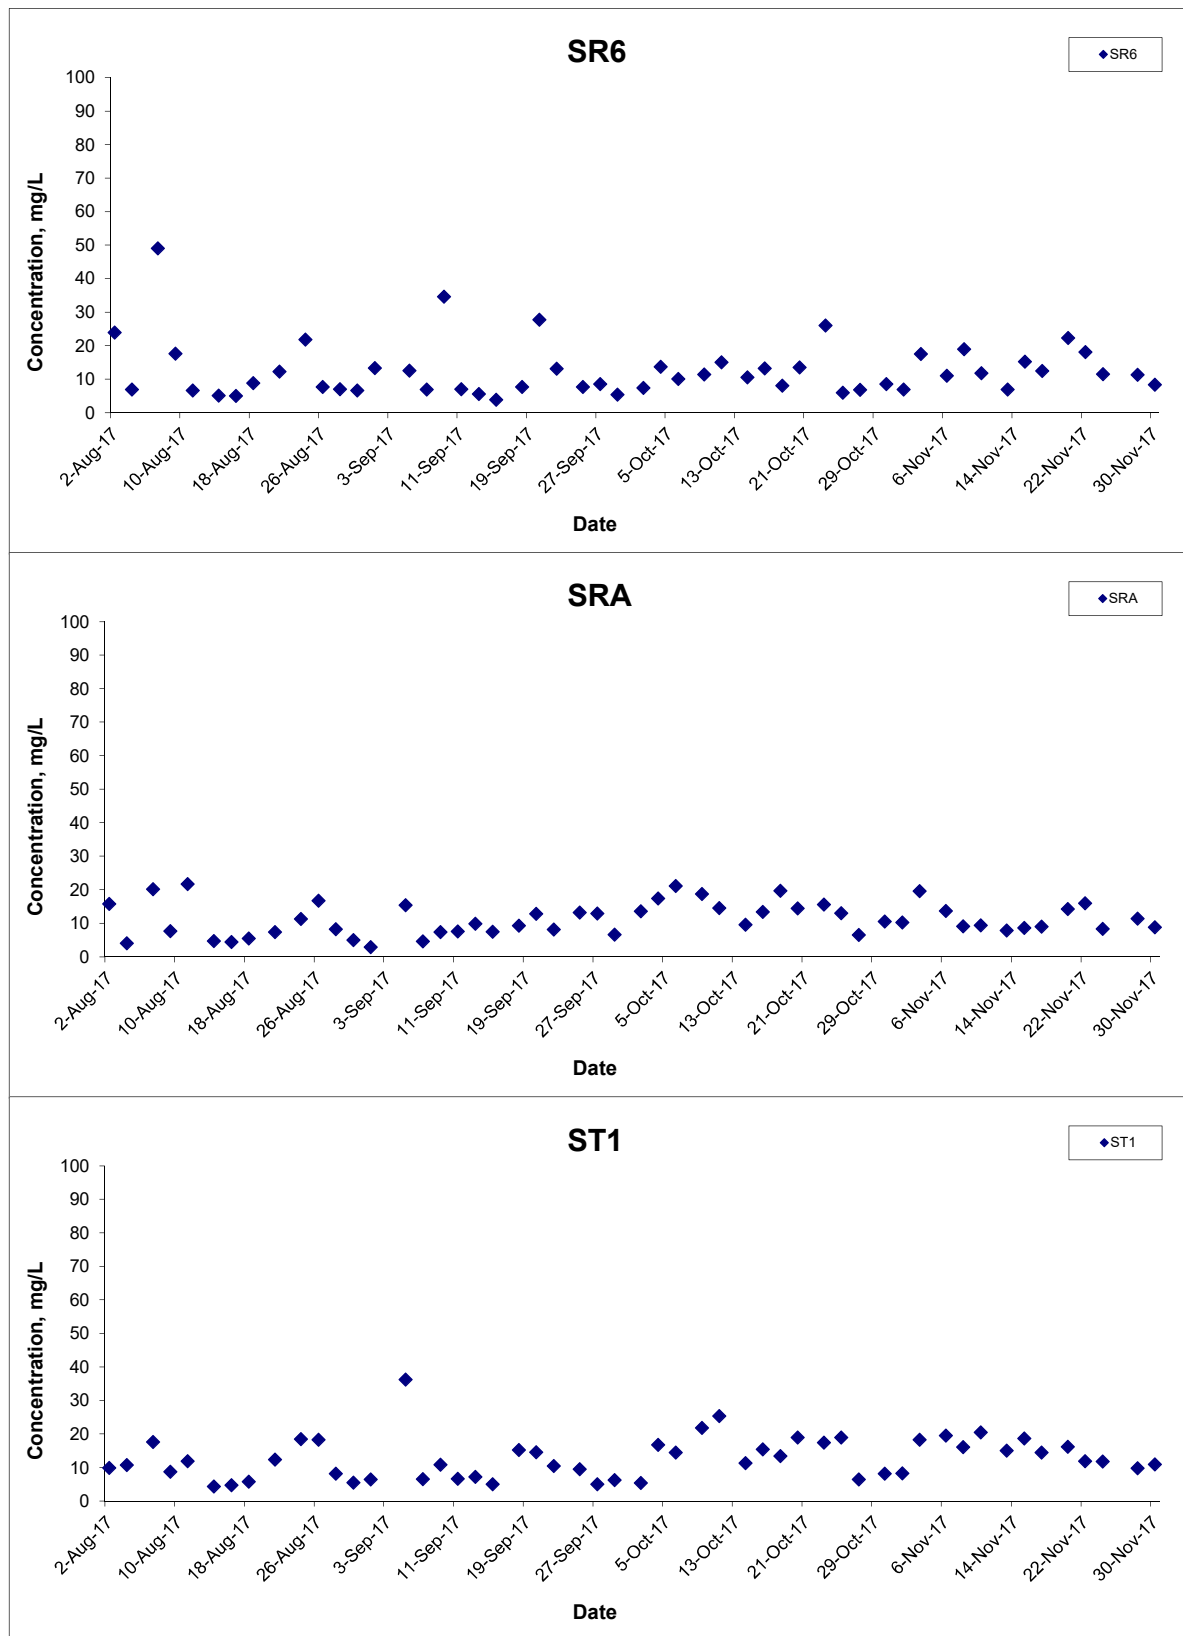 SR6
SR6
100
90
80
70
60
50
40
30
20
10
0
Concentration, mg/L
2-Aug-17
10-Aug-17
18-Aug-17
26-Aug-17
3-Sep-17
11-Sep-17
19-Sep-17
27-Sep-17
5-Oct-17
13-Oct-17
21-Oct-17
29-Oct-17
6-Nov-17
14-Nov-17
22-Nov-17
30-Nov-17
Date
SRA
SRA
100
90
80
70
60
50
40
30
20
10
0
Concentration, mg/L
2-Aug-17
10-Aug-17
18-Aug-17
26-Aug-17
3-Sep-17
11-Sep-17
19-Sep-17
27-Sep-17
5-Oct-17
13-Oct-17
21-Oct-17
29-Oct-17
6-Nov-17
14-Nov-17
22-Nov-17
30-Nov-17
Date
ST1
ST1
100
90
80
70
60
50
40
30
20
10
0
Concentration, mg/L
2-Aug-17
10-Aug-17
18-Aug-17
26-Aug-17
3-Sep-17
11-Sep-17
19-Sep-17
27-Sep-17
5-Oct-17
13-Oct-17
21-Oct-17
29-Oct-17
6-Nov-17
14-Nov-17
22-Nov-17
30-Nov-17
Date